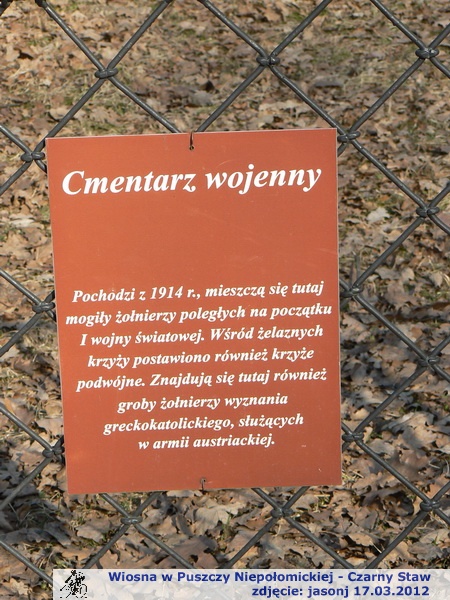 Cmentarz wojenny
Pochodzi z 1914 r., mieszczą się tutaj
mogiły żołnierzy poległych na początku
I wojny światowej. Wśród żelaznych
krzyży postawiono również krzyże
podwójne. Znajdują się tutaj również
groby żołnierzy wyznania
greckokatolickiego, służących
w armii austriackiej.
Wiosna w Puszczy Niepołomickiej - Czarny Staw
zdjęcie: jasonj 17.03.2012